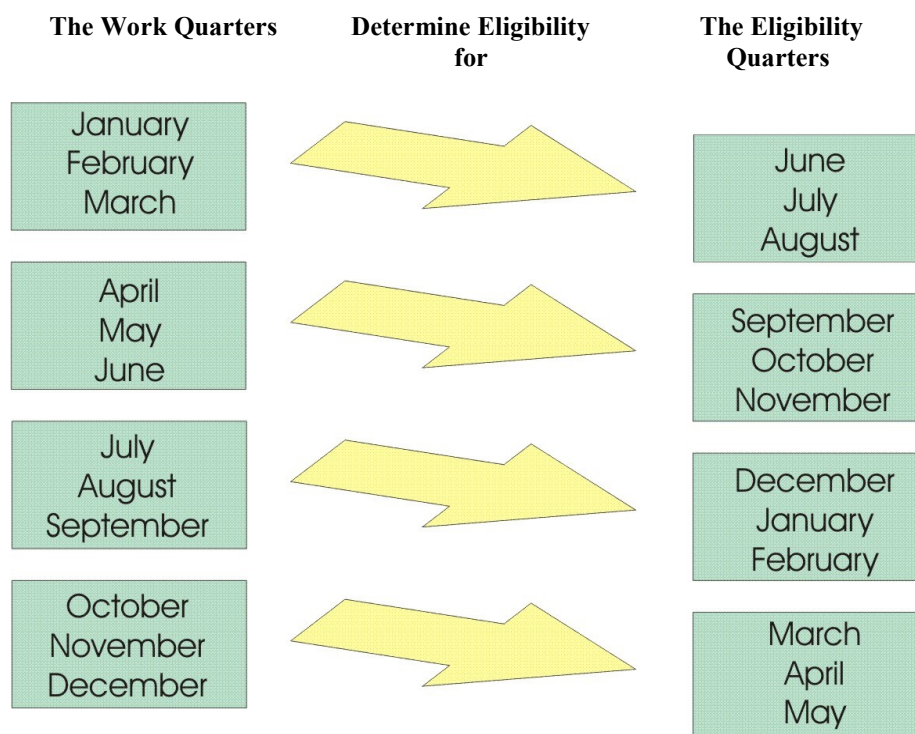 The Work Quarters
Determine Eligibility
for
The Eligibility
Quarters
January
February
March
June
July
August
April
May
June
September
October
November
July
August
September
December
January
February
October
November
December
March
April
May